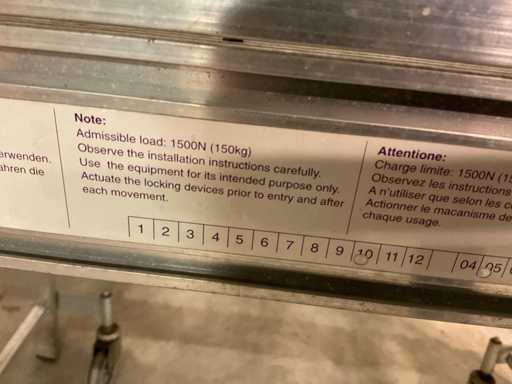 erwenden.
ahren die
Note:
Admissible load: 1500N (150kg)
Observe the installation instructions carefully.
Use the equipment for its intended purpose only.
Actuate the locking devices prior to entry and after
each movement.
Attentione:
Charge limite: 1500N (15
Observez les instructions
A n'utiliser que selon les c
Actionner le macanisme de
chaque usage.
1 2 3 4 5 6 7 8 9 10 11 12 04 05